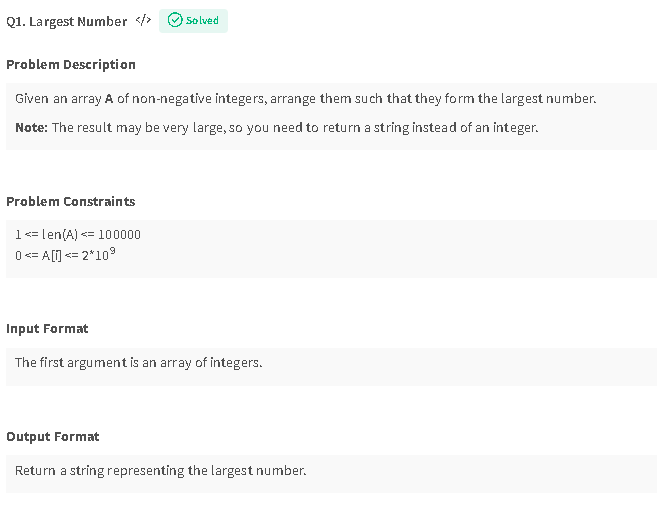 Q1. Largest Number </> Solved
Problem Description
Given an array A of non-negative integers, arrange them such that they form the largest number.
Note: The result may be very large, so you need to return a string instead of an integer.
Problem Constraints
1 <= len(A) <= 100000
0 <= A[i] <= 2*10⁹
Input Format
The first argument is an array of integers.
Output Format
Return a string representing the largest number.